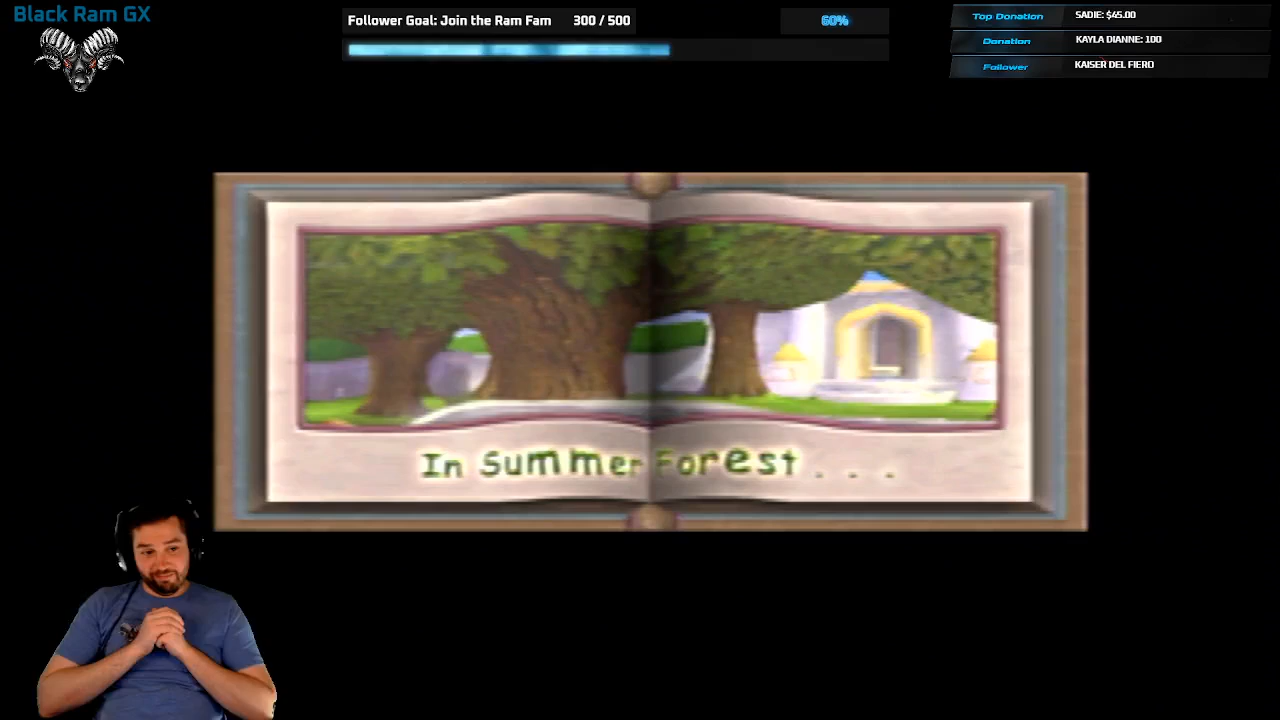 Black Ram GX
Follower Goal: Join the Ram Fam 300 / 500
60%
Top Donation SADIE: $45.00
Donation KAYLA DIANNE: 100
Follower KAISER DEL FIERO
In Summer Forest . . .